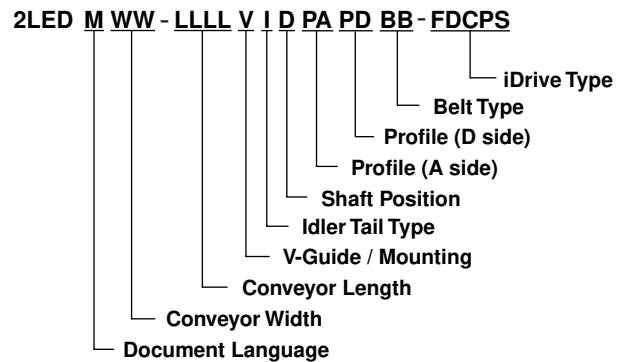 2LED M WW - LLLL V I D PA PD BB - FDCPS
iDrive Type
Belt Type
Profile (D side)
Profile (A side)
Shaft Position
Idler Tail Type
V-Guide / Mounting
Conveyor Length
Conveyor Width
Document Language